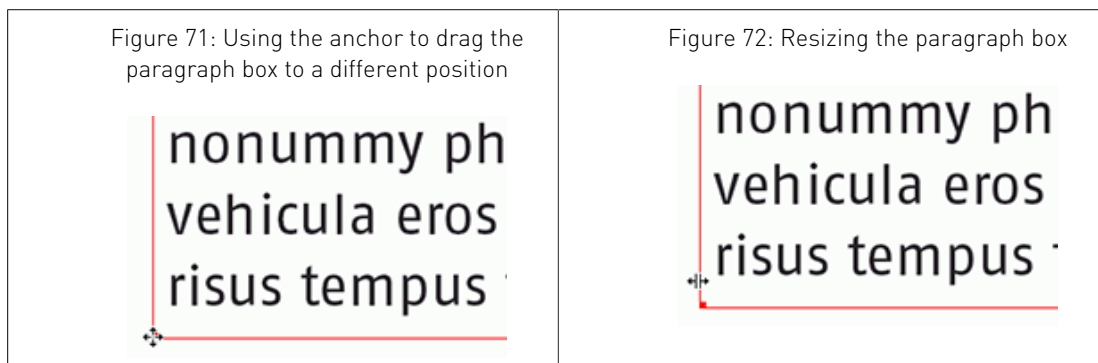 Figure 71: Using the anchor to drag the
paragraph box to a different position
nonummy ph
vehicula eros
risus tempus
Figure 72: Resizing the paragraph box
nonummy ph
vehicula eros
risus tempus